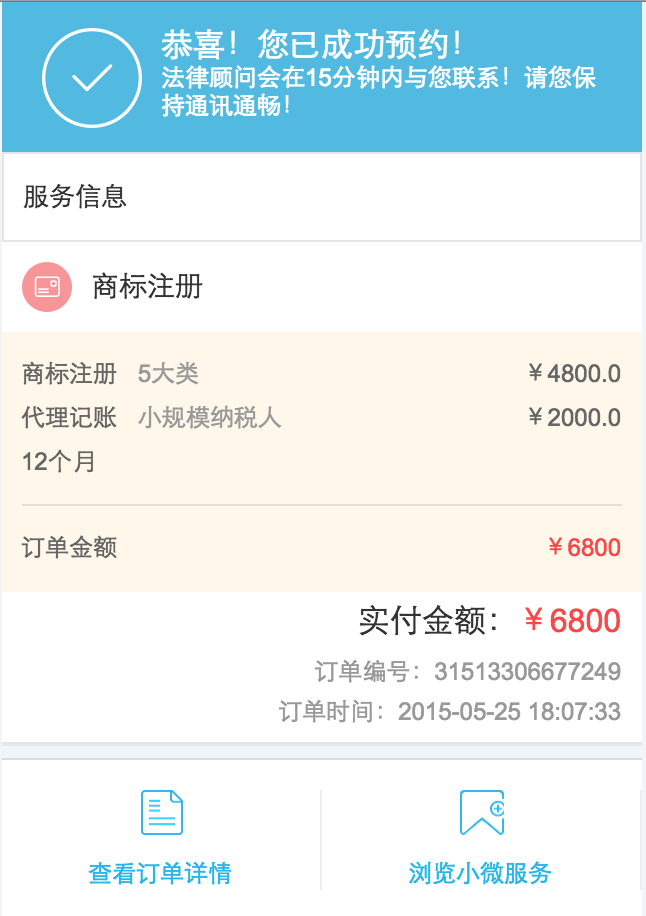 恭喜！您已成功预约！
法律顾问会在15分钟内与您联系！请您保
持通讯通畅！
服务信息
商标注册
商标注册 5大类 ￥4800.0
代理记账 小规模纳税人 ￥2000.0
12个月
订单金额 ￥6800
实付金额：￥6800
订单编号：31513306677249
订单时间：2015-05-25 18:07:33
查看订单详情 浏览小微服务